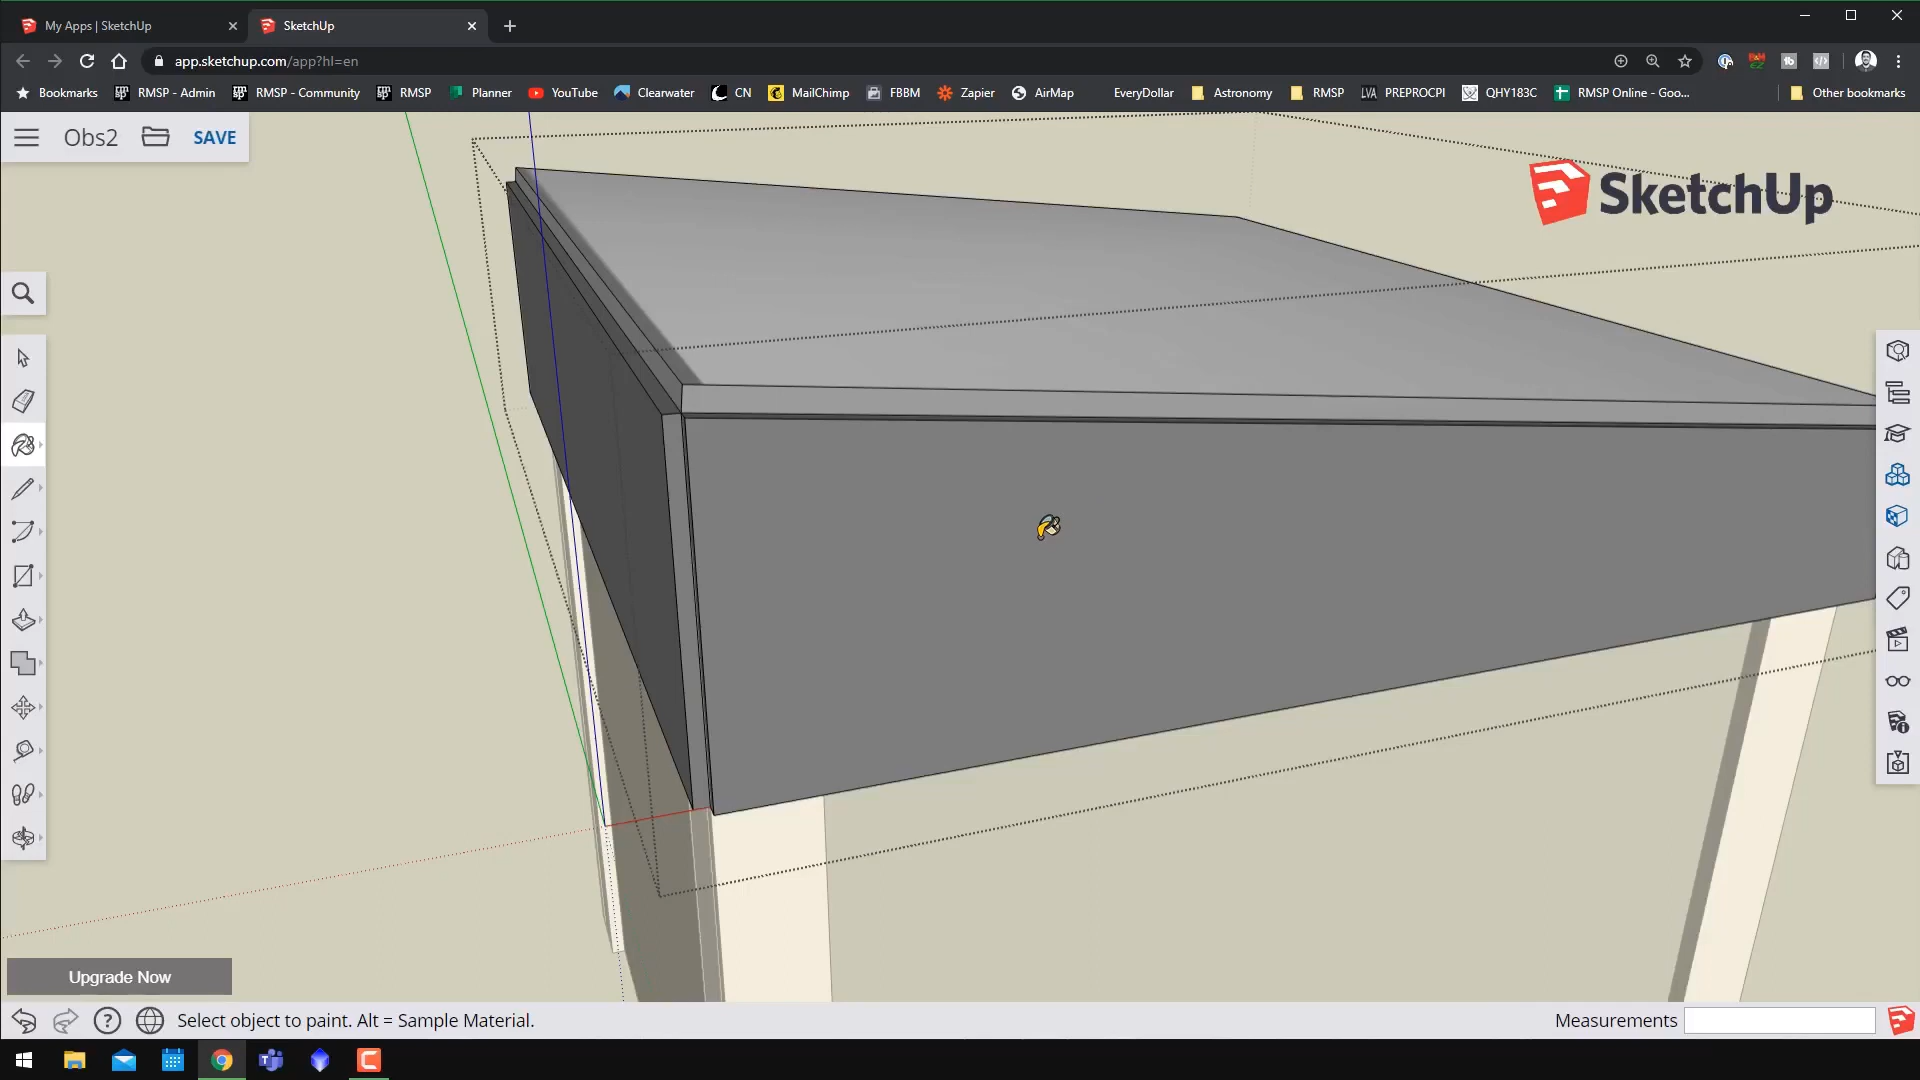 My Apps | SketchUp
SketchUp
app.sketchup.com/app?hl=en
Bookmarks RMSP - Admin RMSP - Community RMSP Planner YouTube Clearwater CN MailChimp FBBM Zapier AirMap EveryDollar Astronomy RMSP LVA PREPROCPI QHY183C RMSP Online - Goo... Other bookmarks
Obs2 SAVE
SketchUp
Upgrade Now
Select object to paint. Alt = Sample Material.
Measurements